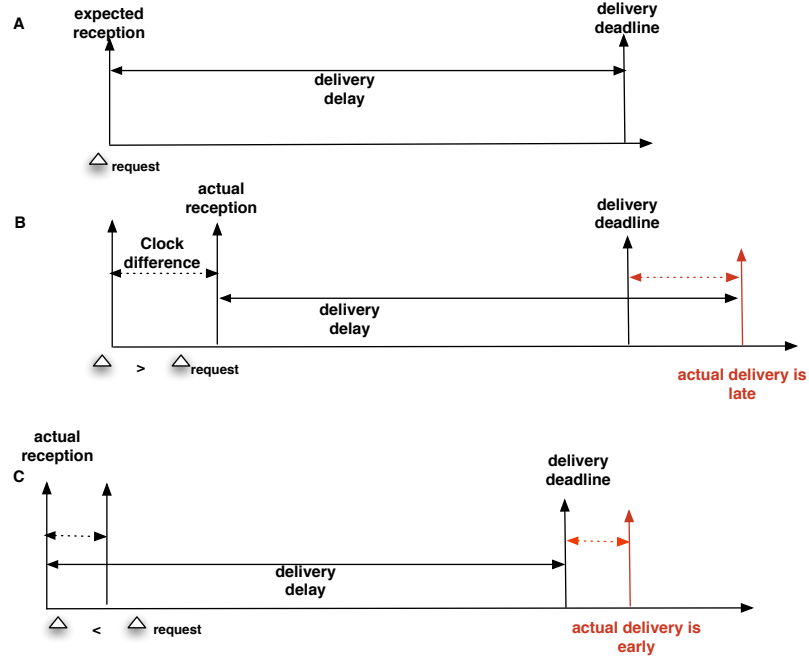 A
expected
reception
delivery
deadline
delivery
delay
request
B
actual
reception
delivery
deadline
Clock
difference
delivery
delay
>
request
actual delivery is
late
C
actual
reception
delivery
deadline
delivery
delay
<
request
actual delivery is
early